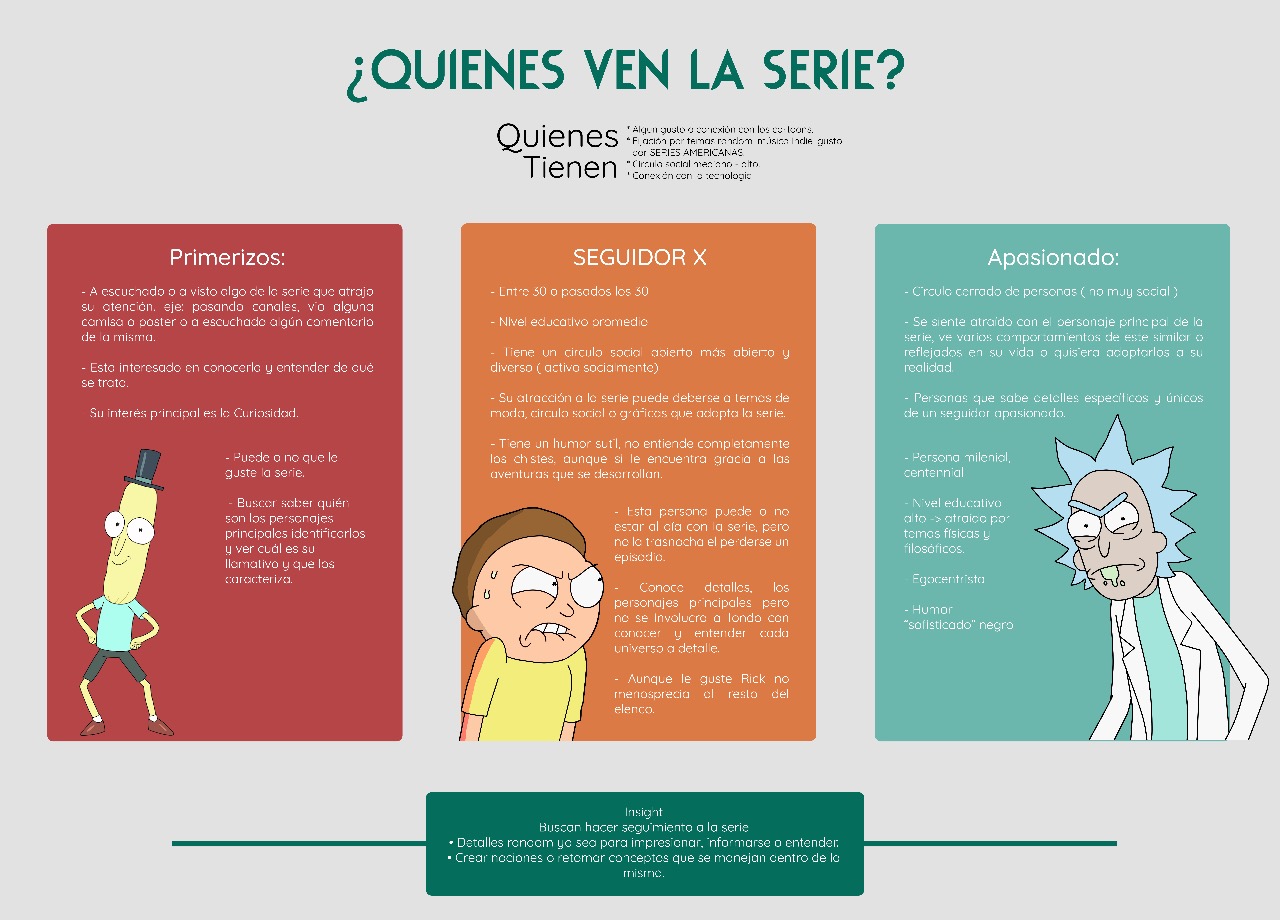 ¿QUIENES VEN LA SERIE?
Quienes
Tienen
* Algun gusto o conexión con los cartoons.
* Fijación por temas random, música Indie, gusto
por SERIES AMERICANAS.
* Circulo social mediano - alto.
* Conexión con la tecnologia
Primerizos:
- A escuchado o a visto algo de la serie que atrajo
su atención, eje: pasando canales, vio alguna
camisa o poster o a escuchado algún comentario
de la misma.
- Esta interesado en conocerla y entender de qué
se trata.
Su interés principal es la Curiosidad.
- Puede o no que le
guste la serie.
- Buscar saber quién
son los personajes
principales identificarlos
y ver cuál es su
llamativo y que los
caracteriza.
SEGUIDOR X
- Entre 30 o pasados los 30
- Nivel educativo promedio
- Tiene un circulo social abierto más abierto y
diverso ( activo socialmente)
- Su atracción a la serie puede deberse a temas de
moda, circulo social o gráficas que adapta la serie.
- Tiene un humor sutil, no entiende completamente
los chistes, aunque si le encuentra gracia a las
aventuras que se desarrollan.
- Esta persona puede o no
estar al día con la serie, pero
no la trasnocha el perderse un
episodio.
- Conoce detalles, los
personajes principales pero
no se involucra a fondo con
conocer y entender cada
universo a detalle.
- Aunque le guste Rick no
menosprecia al resto del
elenco.
Apasionado:
- Círculo cerrado de personas ( no muy social )
- Se siente atraído con el personaje principal de la
serie, ve varios comportamientos de este similar o
reflejados en su vida o quisiera adaptarlos a su
realidad.
- Personas que sabe detalles específicos y únicos
de un seguidor apasionado.
- Persona milenial,
centennial
- Nivel educativo
alto -> atraído por
temas físicas y
filosóficos.
- Egocentrista
- Humor
"sofisticado" negro
Insight
Buscan hacer seguimiento a la serie
• Detalles random ya sea para impresionar, informarse o entender.
• Crear nociones o retomar conceptos que se manejan dentro de la
misma.